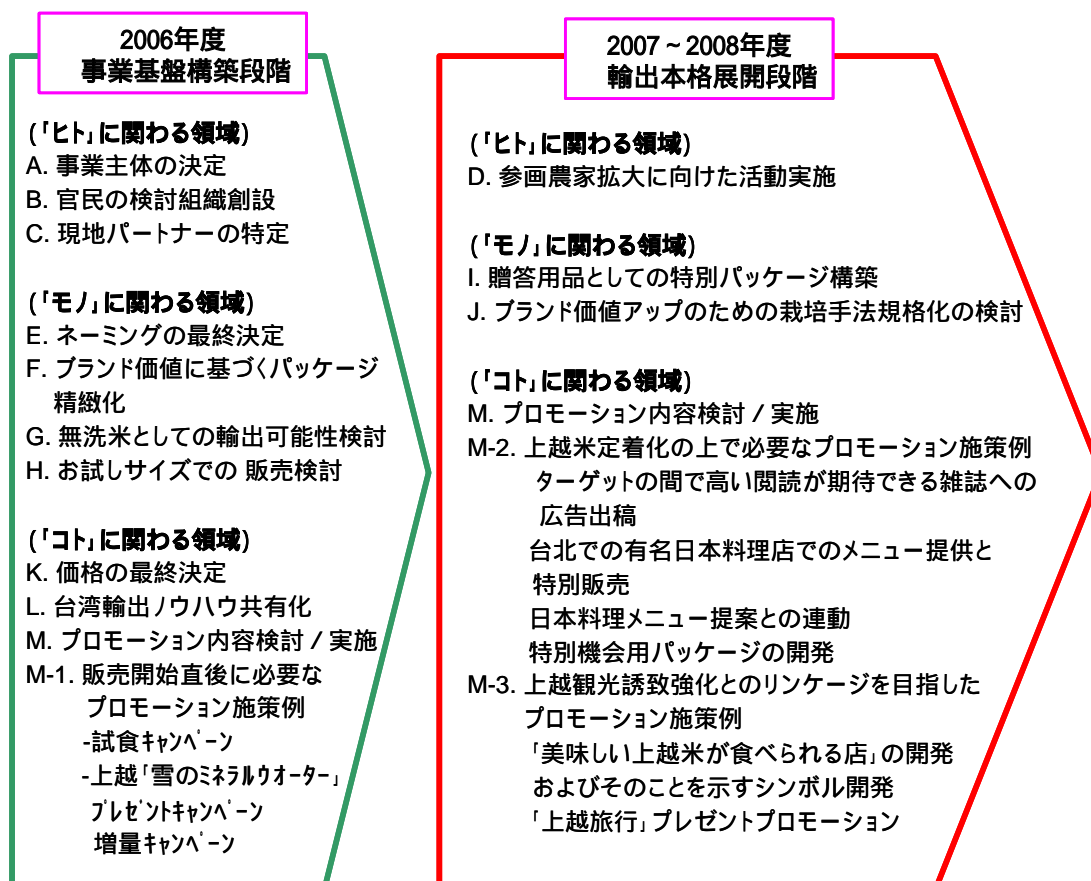 2006年度
事業基盤構築段階
(「ヒト」に関わる領域)
A. 事業主体の決定
B. 官民の検討組織創設
C. 現地パートナーの特定
(「モノ」に関わる領域)
E. ネーミングの最終決定
F. ブランド価値に基づくパッケージ
精緻化
G. 無洗米としての輸出可能性検討
H. お試しサイズでの 販売検討
(「コト」に関わる領域)
K. 価格の最終決定
L. 台湾輸出ノウハウ共有化
M. プロモーション内容検討 / 実施
M-1. 販売開始直後に必要な
プロモーション施策例
-試食ｷｬﾝﾍﾟｰﾝ
-上越「雪のﾐﾈﾗﾙｳｵｰﾀｰ」
ﾌﾟﾚｾﾞﾝﾄｷｬﾝﾍﾟｰﾝ
増量ｷｬﾝﾍﾟｰﾝ
2007～2008年度
輸出本格展開段階
(「ヒト」に関わる領域)
D. 参画農家拡大に向けた活動実施
(「モノ」に関わる領域)
I. 贈答用品としての特別パッケージ構築
J. ブランド価値アップのための栽培手法規格化の検討
(「コト」に関わる領域)
M. プロモーション内容検討 / 実施
M-2. 上越米定着化の上で必要なプロモーション施策例
ターゲットの間で高い閲読が期待できる雑誌への
広告出稿
台北での有名日本料理店でのメニュー提供と
特別販売
日本料理メニュー提案との連動
特別機会用パッケージの開発
M-3. 上越観光誘致強化とのリンケージを目指した
プロモーション施策例
「美味しい上越米が食べられる店」の開発
およびそのことを示すシンボル開発
「上越旅行」プレゼントプロモーション